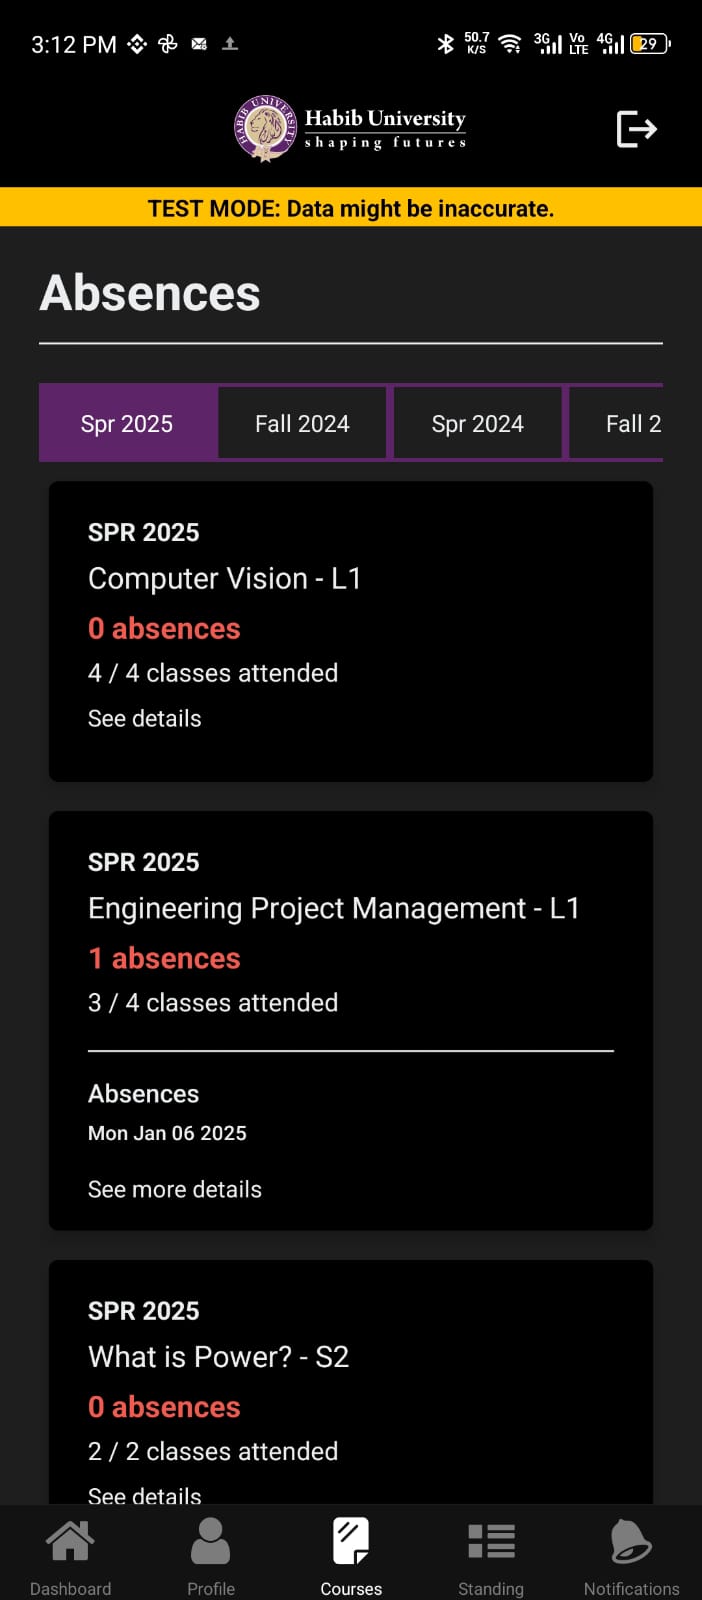 3:12 PM 50.7 K/S 3G Vo LTE 4G 29
HABIB UNIVERSITY
Habib University
shaping futures
TEST MODE: Data might be inaccurate.
Absences
Spr 2025 Fall 2024 Spr 2024 Fall 2
SPR 2025
Computer Vision - L1
0 absences
4 / 4 classes attended
See details
SPR 2025
Engineering Project Management - L1
1 absences
3 / 4 classes attended
Absences
Mon Jan 06 2025
See more details
SPR 2025
What is Power? - S2
0 absences
2 / 2 classes attended
See details
Dashboard Profile Courses Standing Notifications